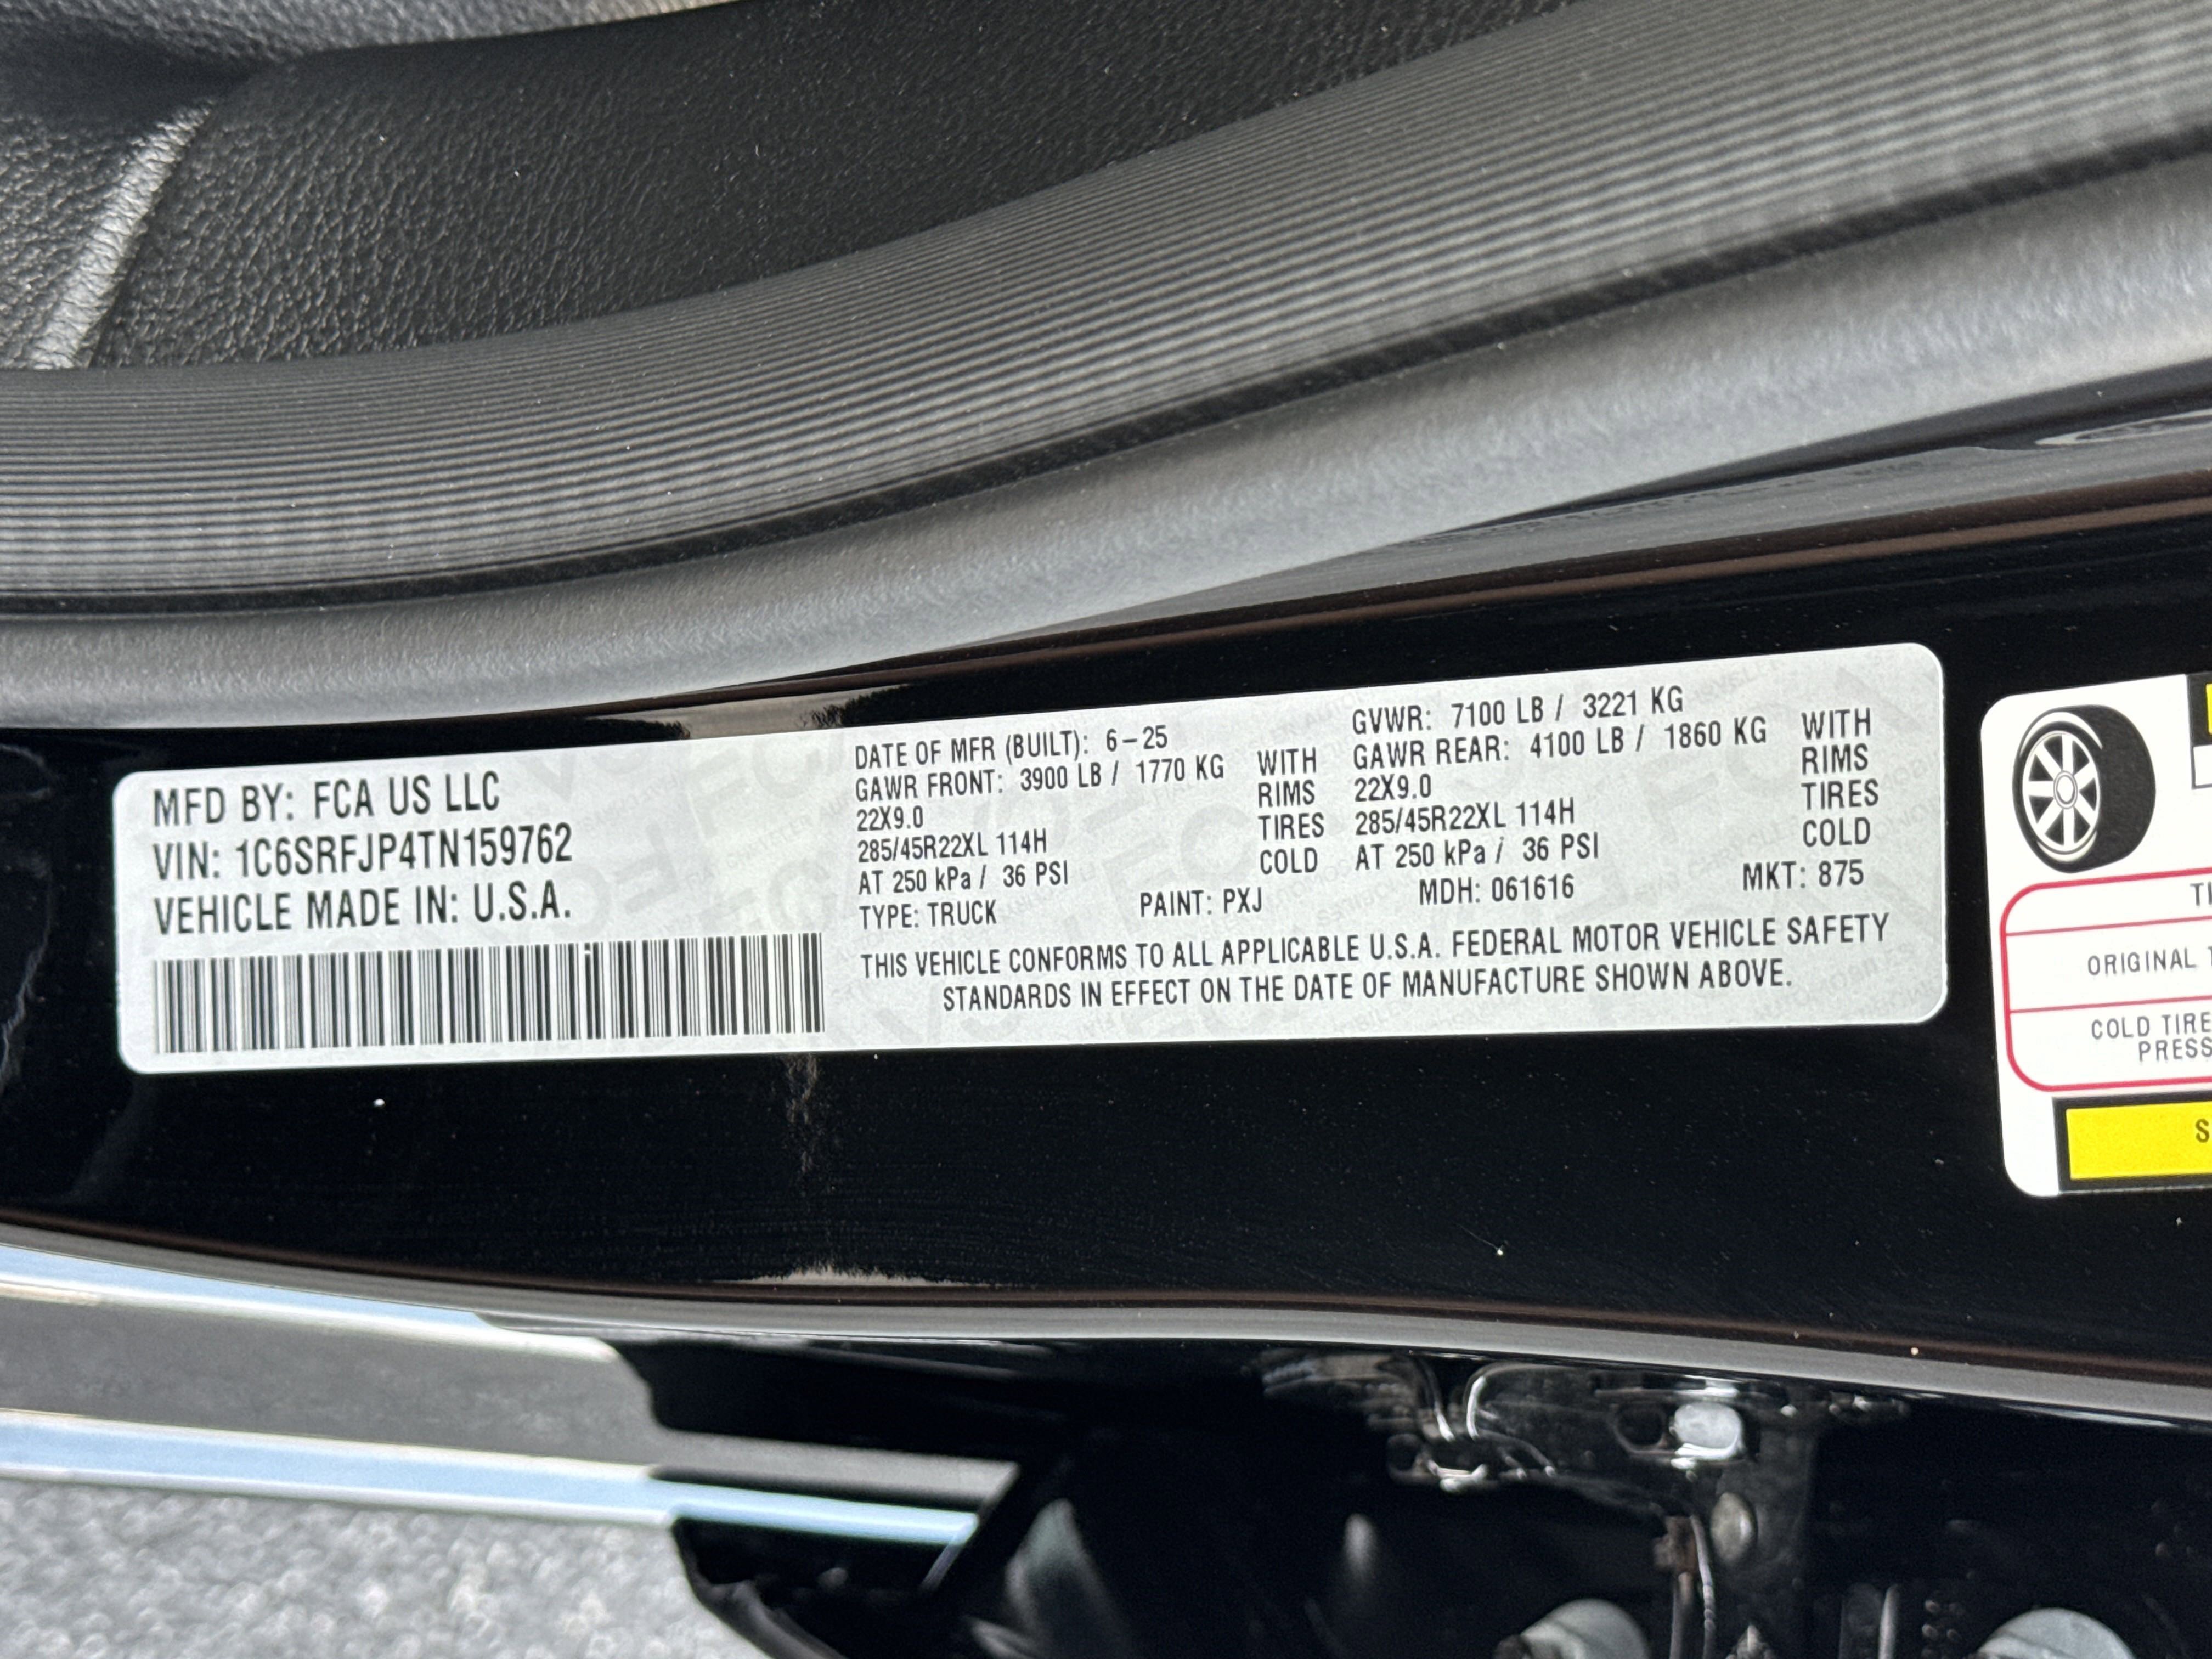 MFD BY: FCA US LLC
VIN: 1C6SRFJP4TN159762
VEHICLE MADE IN: U.S.A.
DATE OF MFR (BUILT): 6-25
GAWR FRONT: 3900 LB / 1770 KG WITH
22X9.0 RIMS
285/45R22XL 114H TIRES
AT 250 kPa / 36 PSI COLD
GVWR: 7100 LB / 3221 KG
GAWR REAR: 4100 LB / 1860 KG WITH
22X9.0 RIMS
285/45R22XL 114H TIRES
AT 250 kPa / 36 PSI COLD
TYPE: TRUCK PAINT: PXJ MDH: 061616 MKT: 875
THIS VEHICLE CONFORMS TO ALL APPLICABLE U.S.A. FEDERAL MOTOR VEHICLE SAFETY
STANDARDS IN EFFECT ON THE DATE OF MANUFACTURE SHOWN ABOVE.
ORIGINAL
COLD TIRE